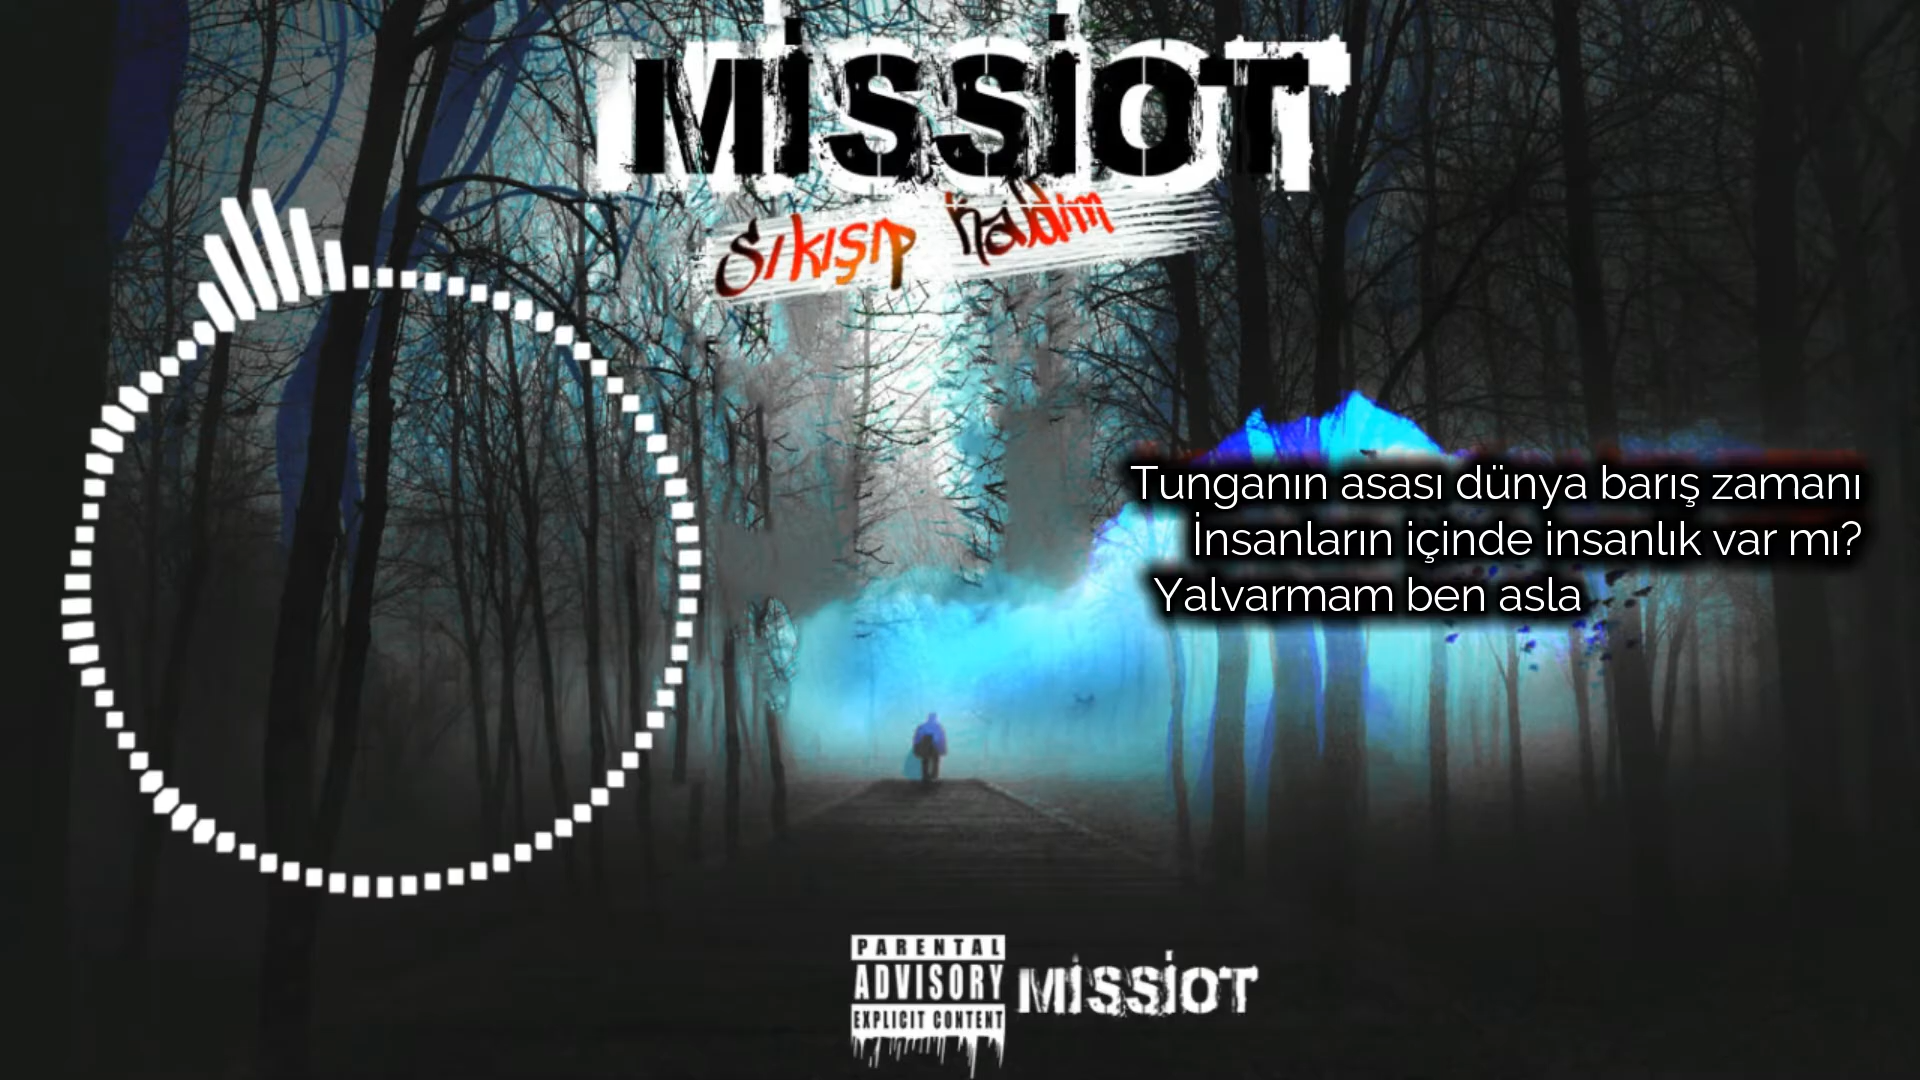 MİSSİOT
Sıkışıp kaldım
Tunganın asası dünya barış zamanı
İnsanların içinde insanlık var mı?
Yalvarmam ben asla
PARENTAL
ADVISORY
EXPLICIT CONTENT
MİSSİOT